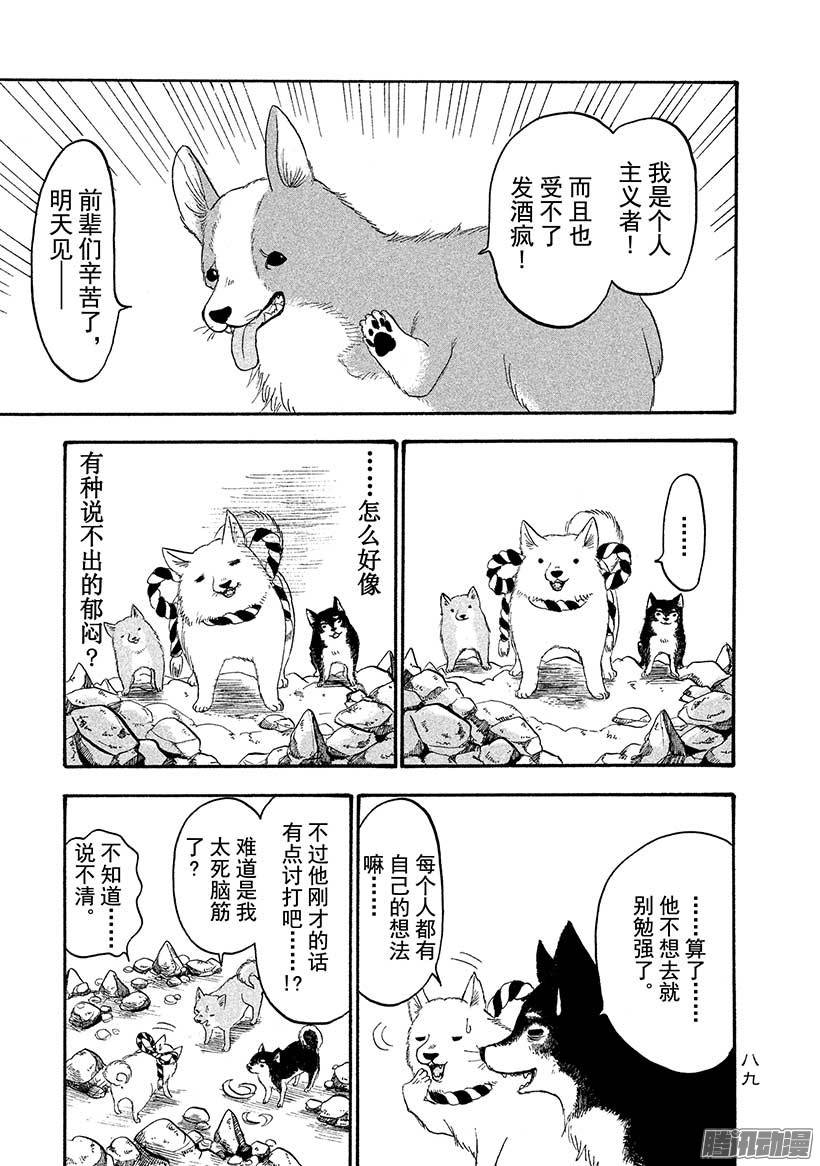 我是个人
主义者！
而且也
受不了
发酒疯！
前辈们辛苦了，
明天见——
……
……怎么好像
有种说不出的郁闷？
……算了……
他不想去就
别勉强了。
每个人都有
自己的想法
嘛……
不过他刚才的话
有点讨打吧……!?
难道是我
太死脑筋
了？
不知道……
说不清。
八九
腾讯动漫